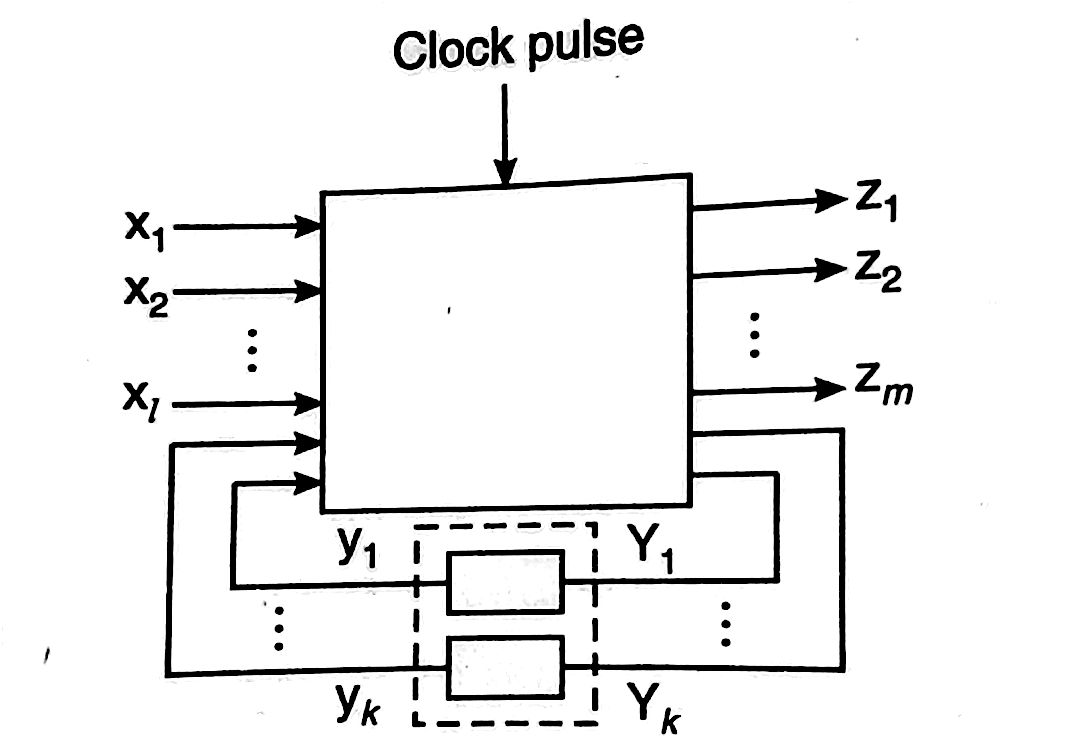 Clock pulse
x₁
x₂
xₗ
z₁
z₂
zₘ
y₁
Y₁
yₖ
Yₖ